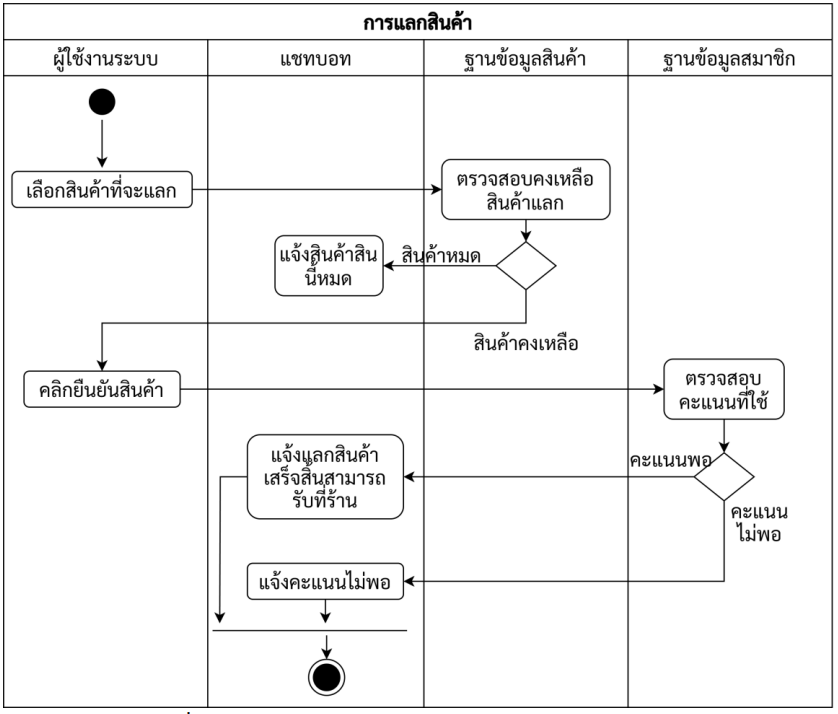 การแลกสินค้า
ผู้ใช้งานระบบ
แชทบอท
ฐานข้อมูลสินค้า
ฐานข้อมูลสมาชิก
เลือกสินค้าที่จะแลก
ตรวจสอบคงเหลือ
สินค้าแลก
แจ้งสินค้าสิน
นี้หมด
สินค้าหมด
สินค้าคงเหลือ
คลิกยืนยันสินค้า
ตรวจสอบ
คะแนนที่ใช้
แจ้งแลกสินค้า
เสร็จสิ้นสามารถ
รับที่ร้าน
คะแนนพอ
คะแนน
ไม่พอ
แจ้งคะแนนไม่พอ